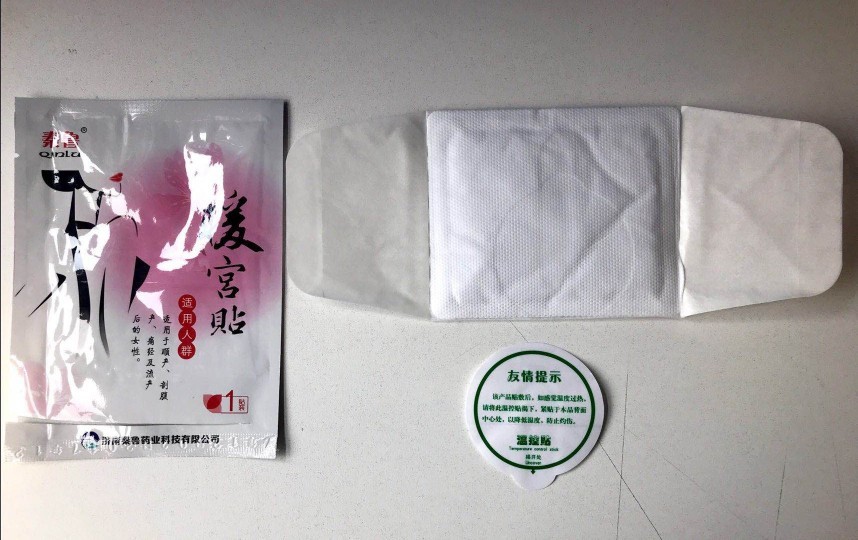 秦鲁®
QINLU
暖宫贴
适用人群
适用于顺产、剖腹
产、痛经及流产
后的女性。
1贴装
济南秦鲁药业科技有限公司
友情提示
该产品贴敷后，如感觉温度过热，
请将此温控贴揭下，紧贴于本品背面
中心处，以降低温度，防止灼伤。
温控贴
Temperature control stick
揭开处